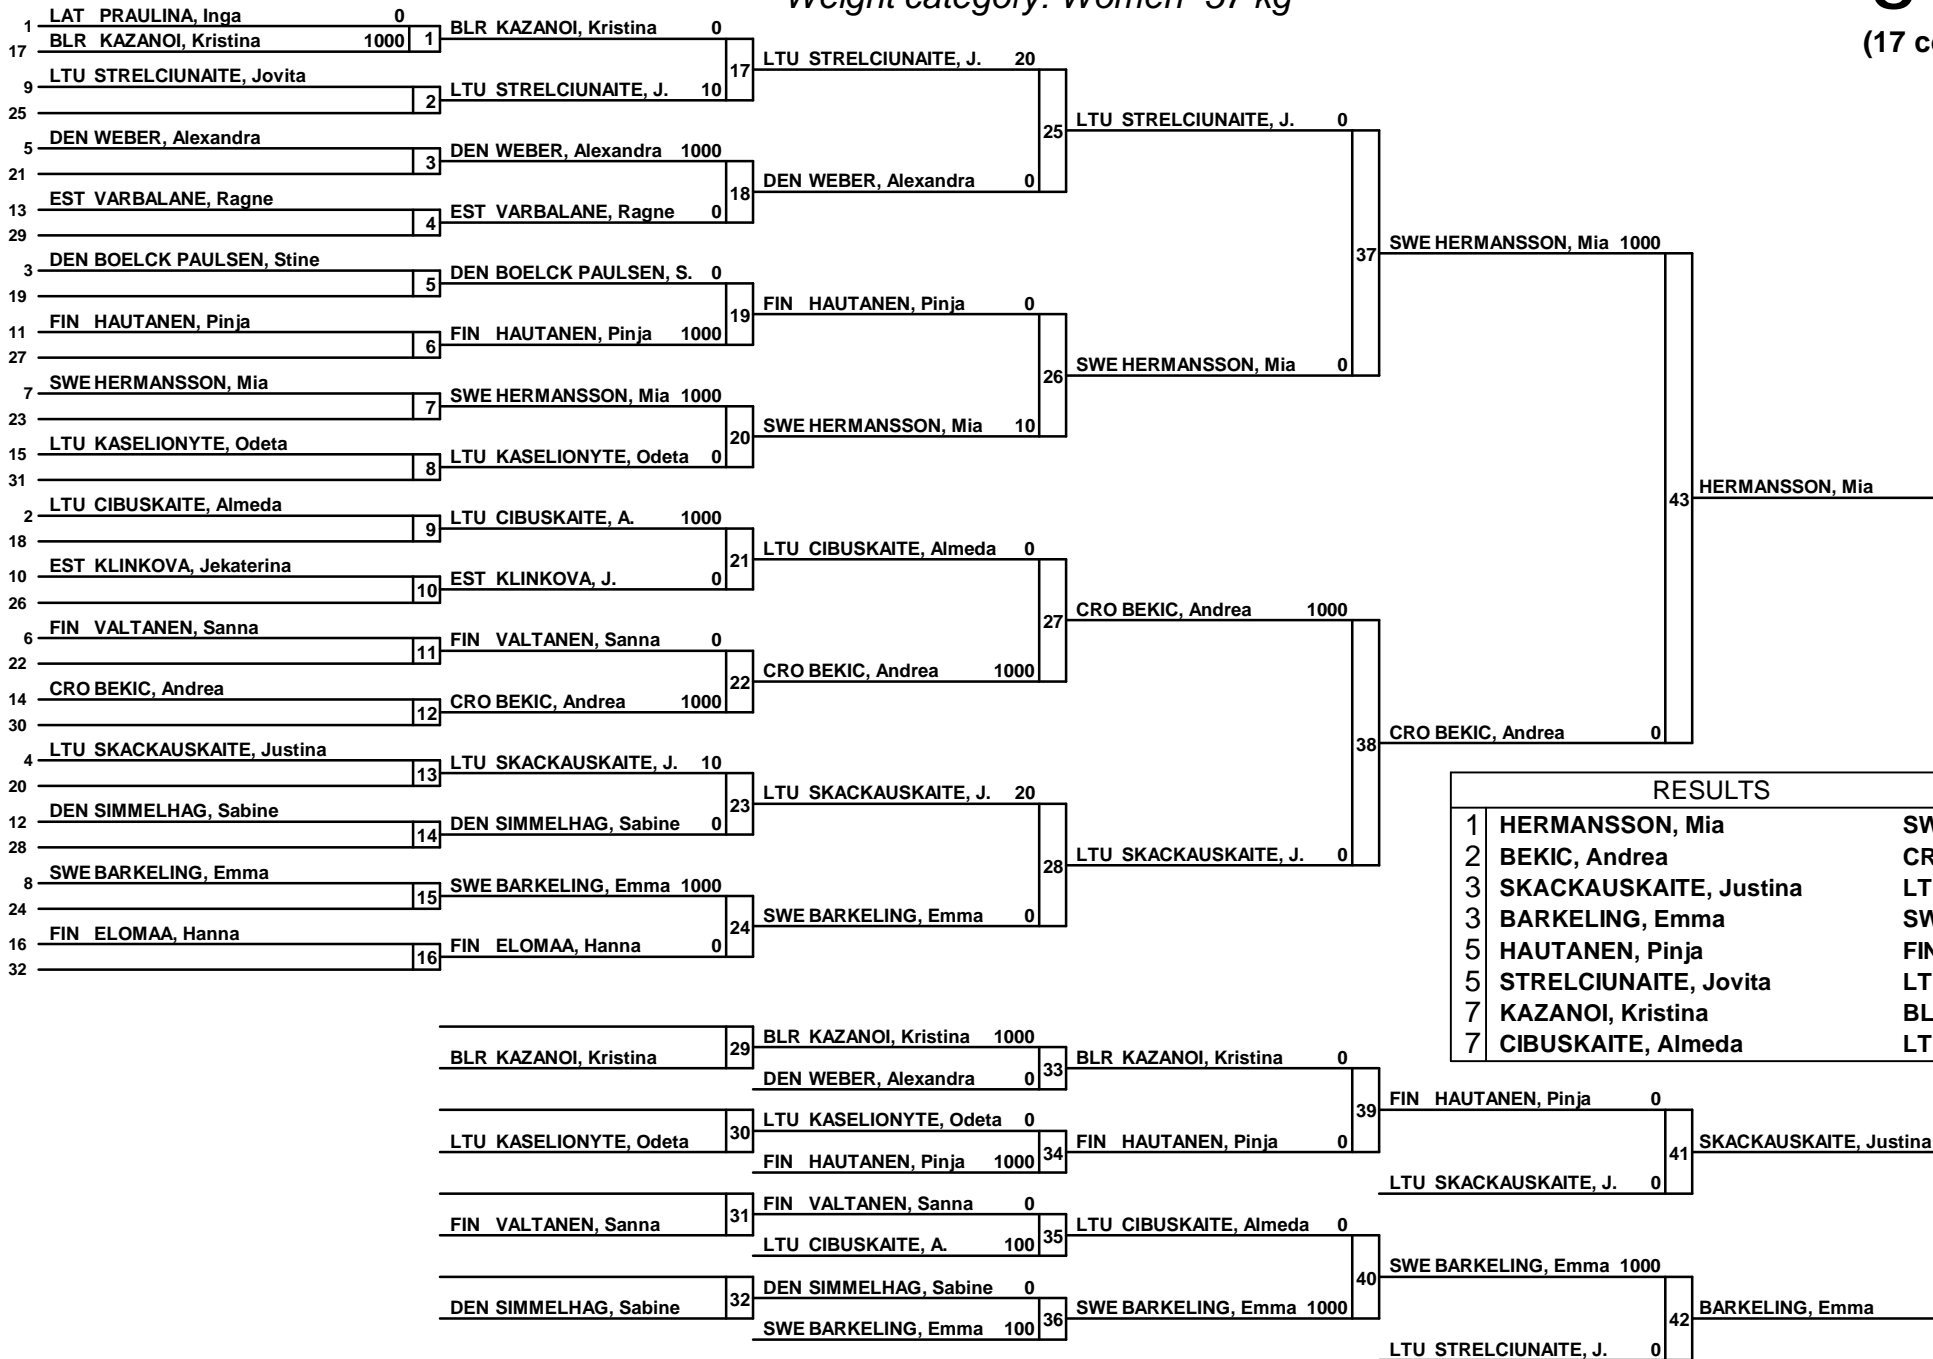 Weight category: Women -57 kg
(17 c
1 LAT PRAULINA, Inga 0
17 BLR KAZANOI, Kristina 1000
1 BLR KAZANOI, Kristina 0
9 LTU STRELCIUNAITE, Jovita
25
2 LTU STRELCIUNAITE, J. 10
17 LTU STRELCIUNAITE, J. 20
5 DEN WEBER, Alexandra
21
3 DEN WEBER, Alexandra 1000
13 EST VARBALANE, Ragne
29
4 EST VARBALANE, Ragne 0
18 DEN WEBER, Alexandra 0
25 LTU STRELCIUNAITE, J. 0
3 DEN BOELCK PAULSEN, Stine
19
5 DEN BOELCK PAULSEN, S. 0
11 FIN HAUTANEN, Pinja
27
6 FIN HAUTANEN, Pinja 1000
19 FIN HAUTANEN, Pinja 0
7 SWE HERMANSSON, Mia
23
7 SWE HERMANSSON, Mia 1000
15 LTU KASELIONYTE, Odeta
31
8 LTU KASELIONYTE, Odeta 0
20 SWE HERMANSSON, Mia 10
26 SWE HERMANSSON, Mia 0
37 SWE HERMANSSON, Mia 1000
2 LTU CIBUSKAITE, Almeda
18
9 LTU CIBUSKAITE, A. 1000
10 EST KLINKOVA, Jekaterina
26
10 EST KLINKOVA, J. 0
21 LTU CIBUSKAITE, Almeda 0
6 FIN VALTANEN, Sanna
22
11 FIN VALTANEN, Sanna 0
14 CRO BEKIC, Andrea
30
12 CRO BEKIC, Andrea 1000
22 CRO BEKIC, Andrea 1000
27 CRO BEKIC, Andrea 1000
4 LTU SKACKAUSKAITE, Justina
20
13 LTU SKACKAUSKAITE, J. 10
12 DEN SIMMELHAG, Sabine
28
14 DEN SIMMELHAG, Sabine 0
23 LTU SKACKAUSKAITE, J. 20
8 SWE BARKELING, Emma
24
15 SWE BARKELING, Emma 1000
16 FIN ELOMAA, Hanna
32
16 FIN ELOMAA, Hanna 0
24 SWE BARKELING, Emma 0
28 LTU SKACKAUSKAITE, J. 0
38 CRO BEKIC, Andrea 0
43 HERMANSSON, Mia
RESULTS
1 HERMANSSON, Mia SW
2 BEKIC, Andrea CR
3 SKACKAUSKAITE, Justina LT
3 BARKELING, Emma SW
5 HAUTANEN, Pinja FIN
5 STRELCIUNAITE, Jovita LT
7 KAZANOI, Kristina BL
7 CIBUSKAITE, Almeda LT
BLR KAZANOI, Kristina
29 BLR KAZANOI, Kristina 1000
DEN WEBER, Alexandra 0
33 BLR KAZANOI, Kristina 0
LTU KASELIONYTE, Odeta
30 LTU KASELIONYTE, Odeta 0
FIN HAUTANEN, Pinja 1000
34 FIN HAUTANEN, Pinja 0
39 FIN HAUTANEN, Pinja 0
LTU SKACKAUSKAITE, J. 0
41 SKACKAUSKAITE, Justina
FIN VALTANEN, Sanna
31 FIN VALTANEN, Sanna 0
LTU CIBUSKAITE, A. 100
35 LTU CIBUSKAITE, Almeda 0
DEN SIMMELHAG, Sabine
32 DEN SIMMELHAG, Sabine 0
SWE BARKELING, Emma 100
36 SWE BARKELING, Emma 1000
40 SWE BARKELING, Emma 1000
LTU STRELCIUNAITE, J. 0
42 BARKELING, Emma